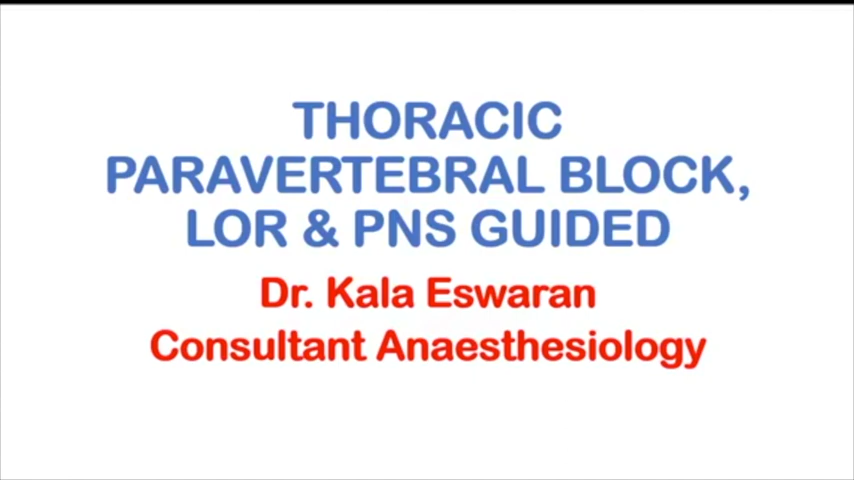 THORACIC
PARAVERTEBRAL BLOCK,
LOR & PNS GUIDED
Dr. Kala Eswaran
Consultant Anaesthesiology